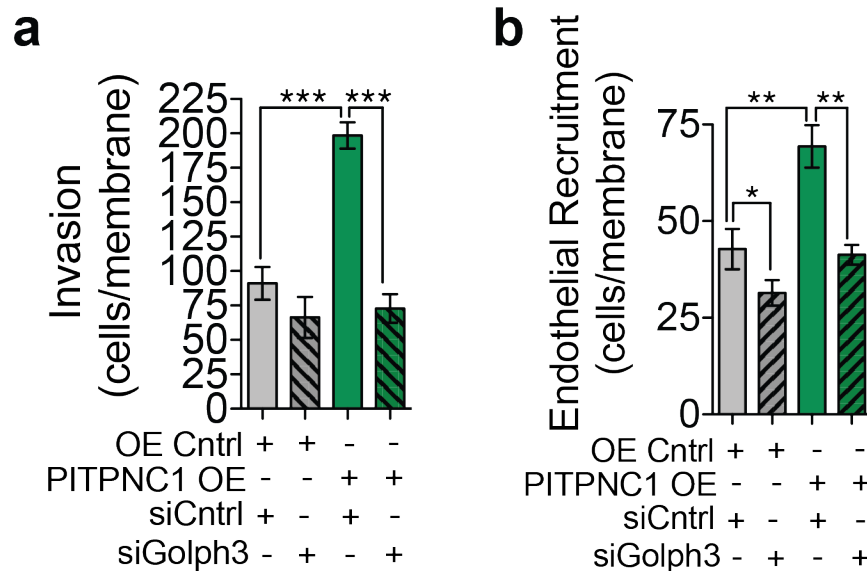 a
Invasion
(cells/membrane)
225
200
175
150
125
100
75
50
25
0
*** ***
OE Cntrl + + - -
PITPNC1 OE - - + +
siCntrl + - + -
siGolph3 - + - +
b
Endothelial Recruitment
(cells/membrane)
75
50
25
0
** **
*
OE Cntrl + + - -
PITPNC1 OE - - + +
siCntrl + - + -
siGolph3 - + - +